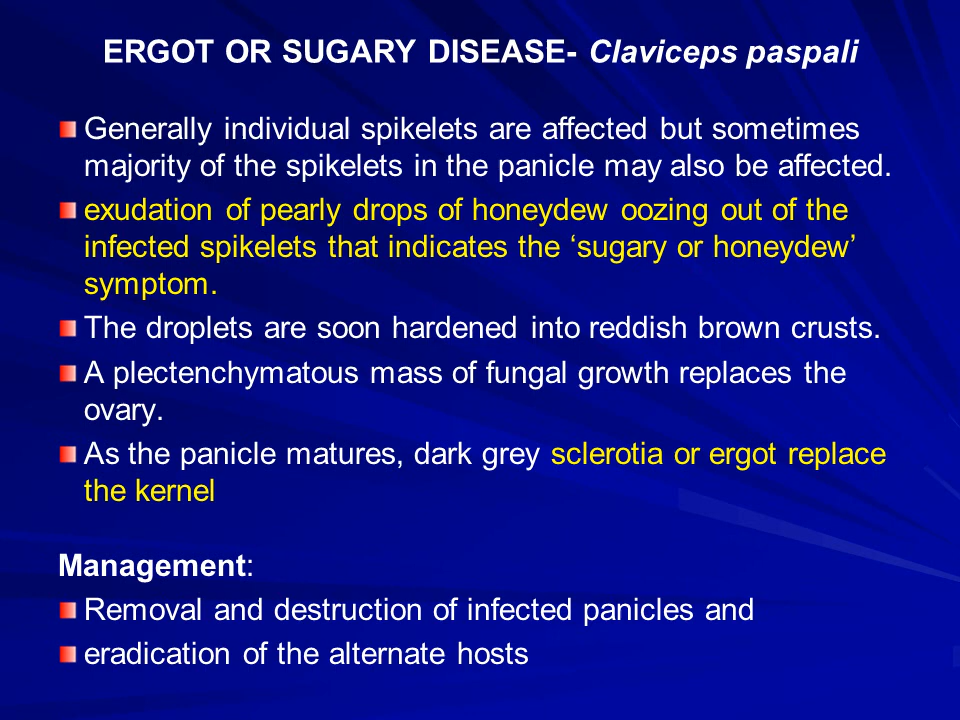 ERGOT OR SUGARY DISEASE- Claviceps paspali
Generally individual spikelets are affected but sometimes
majority of the spikelets in the panicle may also be affected.
exudation of pearly drops of honeydew oozing out of the
infected spikelets that indicates the ‘sugary or honeydew’
symptom.
The droplets are soon hardened into reddish brown crusts.
A plectenchymatous mass of fungal growth replaces the
ovary.
As the panicle matures, dark grey sclerotia or ergot replace
the kernel
Management:
Removal and destruction of infected panicles and
eradication of the alternate hosts